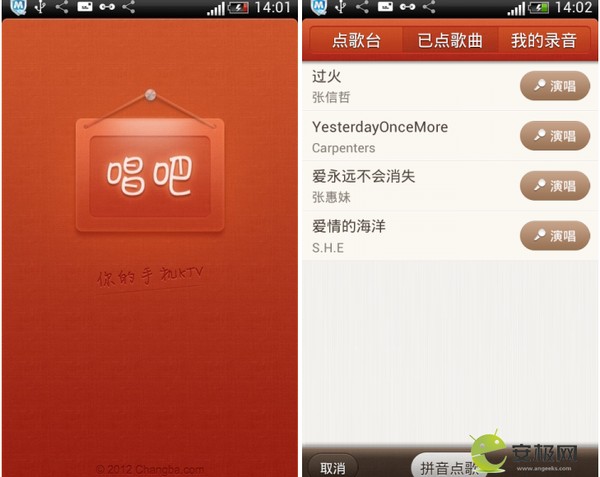 14:01
唱吧
你的手机KTV
© 2012 Changba.com
14:02
点歌台
已点歌曲
我的录音
过火
张信哲
演唱
YesterdayOnceMore
Carpenters
演唱
爱永远不会消失
张惠妹
演唱
爱情的海洋
S.H.E
演唱
取消
拼音点歌
安极网
www.angeeks.com